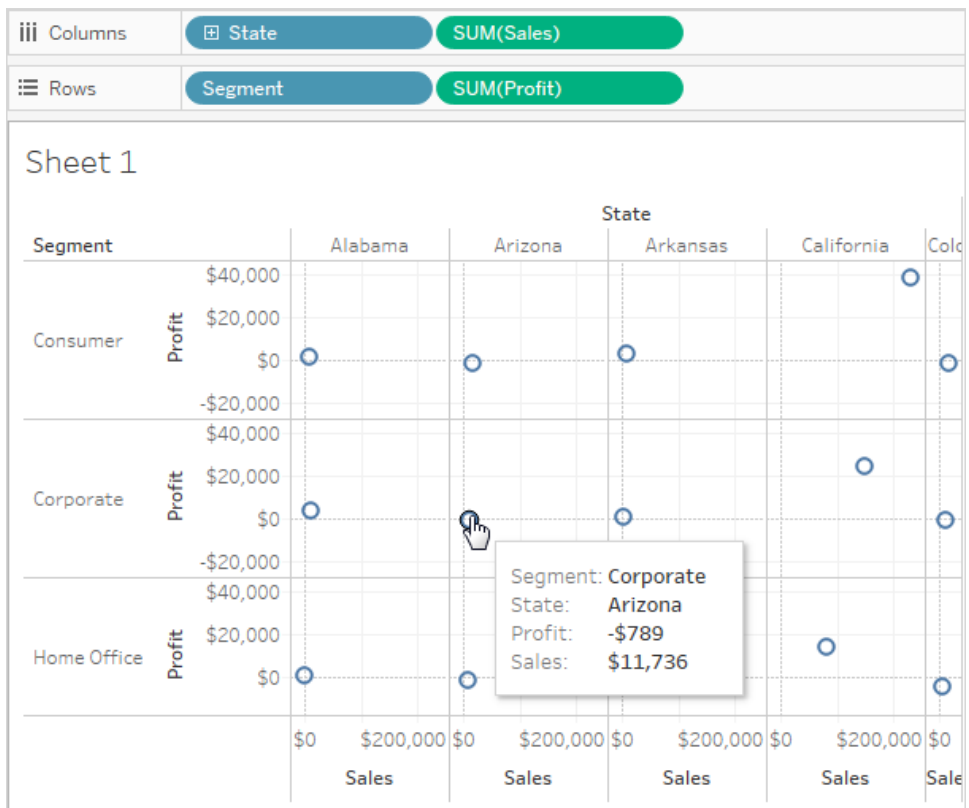 Columns State SUM(Sales)
Rows Segment SUM(Profit)
Sheet 1
State
Segment Alabama Arizona Arkansas California Colo
Consumer
Profit
$40,000
$20,000
$0
-$20,000
Corporate
Profit
$40,000
$20,000
$0
-$20,000
Home Office
Profit
$40,000
$20,000
$0
Segment: Corporate
State: Arizona
Profit: -$789
Sales: $11,736
$0 $200,000 $0 $200,000 $0 $200,000 $0 $200,000 $0
Sales Sales Sales Sales Sale